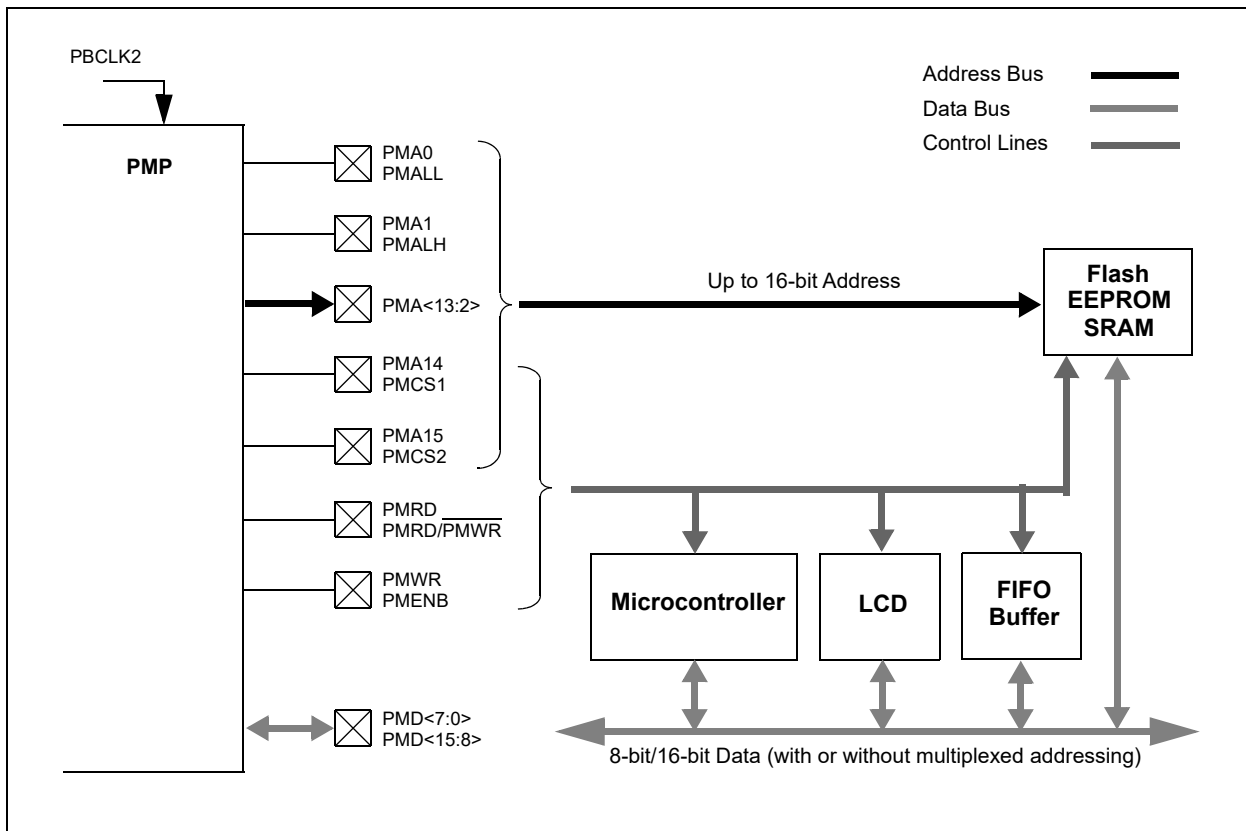 PBCLK2
Address Bus
Data Bus
Control Lines
PMP
PMA0
PMALL
PMA1
PMALH
PMA<13:2>
Up to 16-bit Address
Flash
EEPROM
SRAM
PMA14
PMCS1
PMA15
PMCS2
PMRD
PMRD/PMWR
PMWR
PMENB
Microcontroller
LCD
FIFO
Buffer
PMD<7:0>
PMD<15:8>
8-bit/16-bit Data (with or without multiplexed addressing)